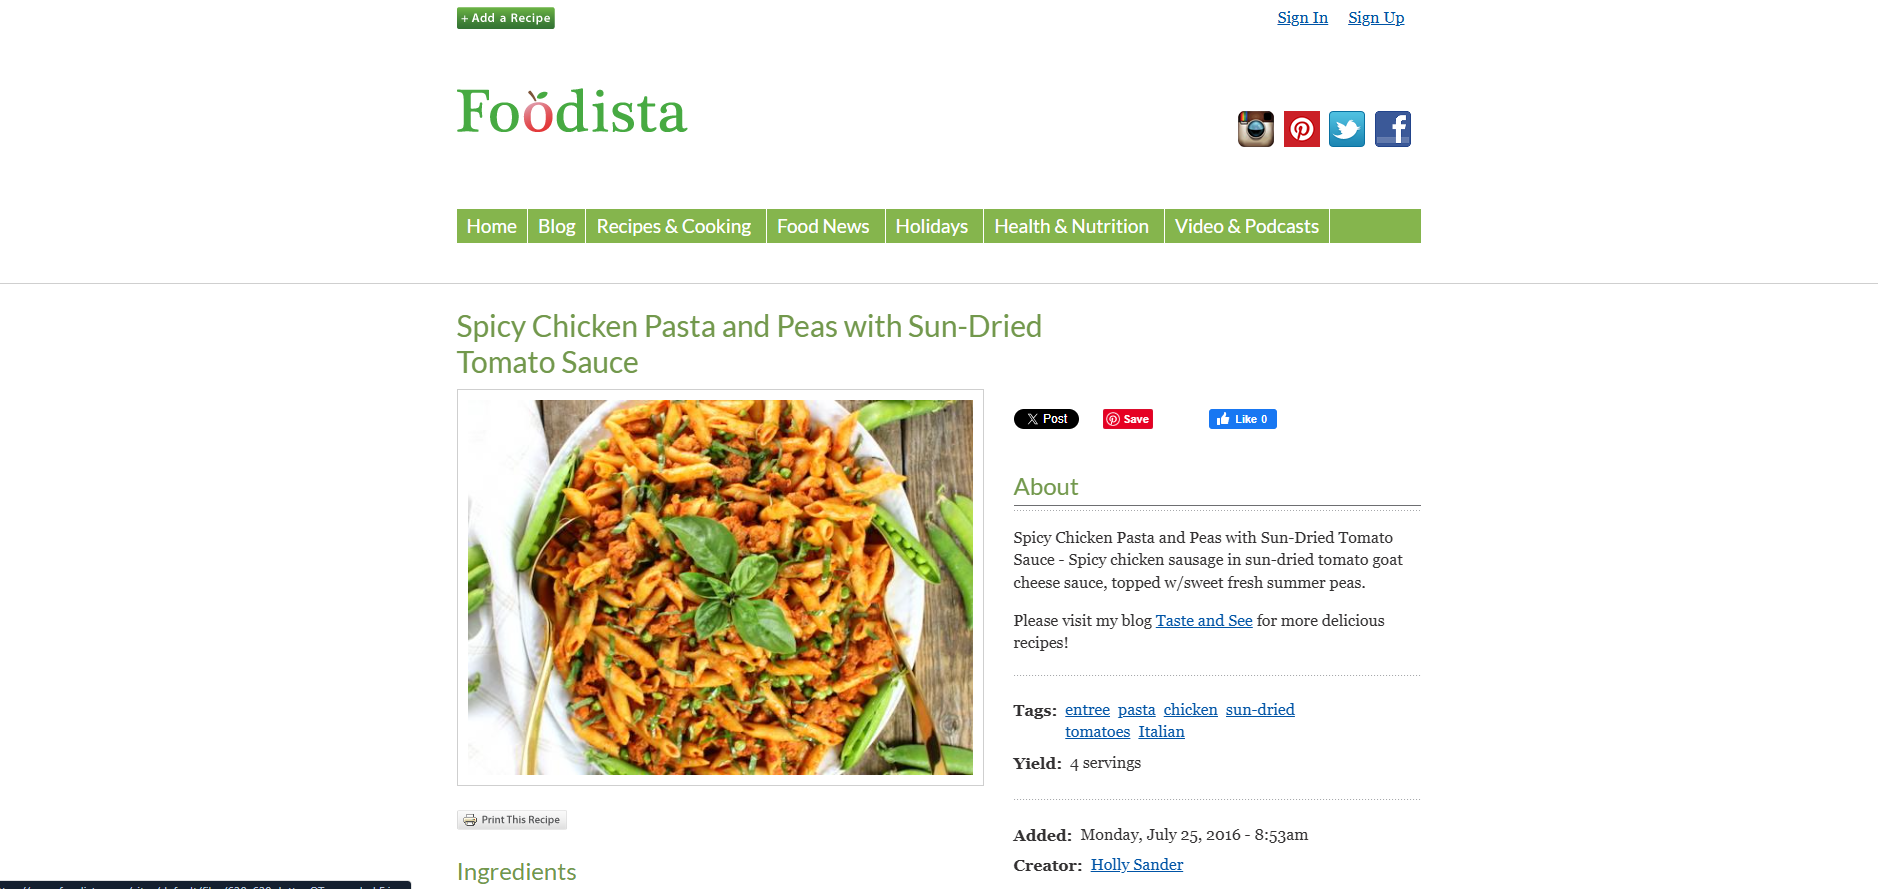 + Add a Recipe
Sign In Sign Up
Foodista
Home Blog Recipes & Cooking Food News Holidays Health & Nutrition Video & Podcasts
Spicy Chicken Pasta and Peas with Sun-Dried
Tomato Sauce
Post Save Like 0
About
Spicy Chicken Pasta and Peas with Sun-Dried Tomato
Sauce - Spicy chicken sausage in sun-dried tomato goat
cheese sauce, topped w/sweet fresh summer peas.
Please visit my blog Taste and See for more delicious
recipes!
Tags: entree pasta chicken sun-dried
tomatoes Italian
Yield: 4 servings
Print This Recipe
Added: Monday, July 25, 2016 - 8:53am
Creator: Holly Sander
Ingredients